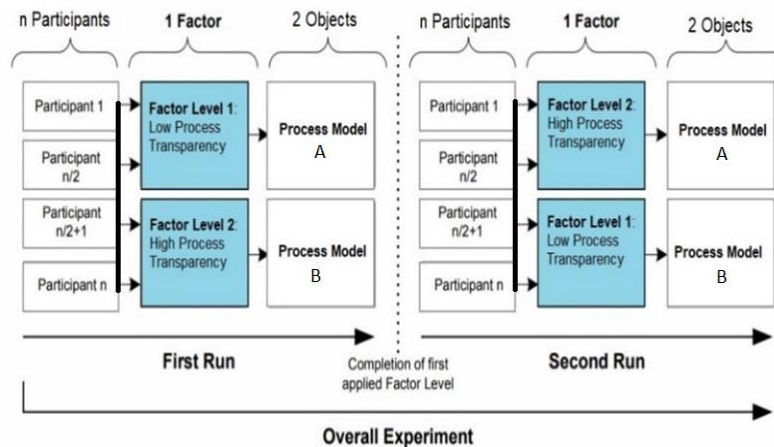 n Participants
1 Factor
2 Objects
Participant 1
Participant
n/2
Participant
n/2+1
Participant n
Factor Level 1:
Low Process
Transparency
Factor Level 2:
High Process
Transparency
Process Model
A
Process Model
B
First Run
Completion of first
applied Factor Level
n Participants
1 Factor
2 Objects
Participant 1
Participant
n/2
Participant
n/2+1
Participant n
Factor Level 2:
High Process
Transparency
Factor Level 1:
Low Process
Transparency
Process Model
A
Process Model
B
Second Run
Overall Experiment